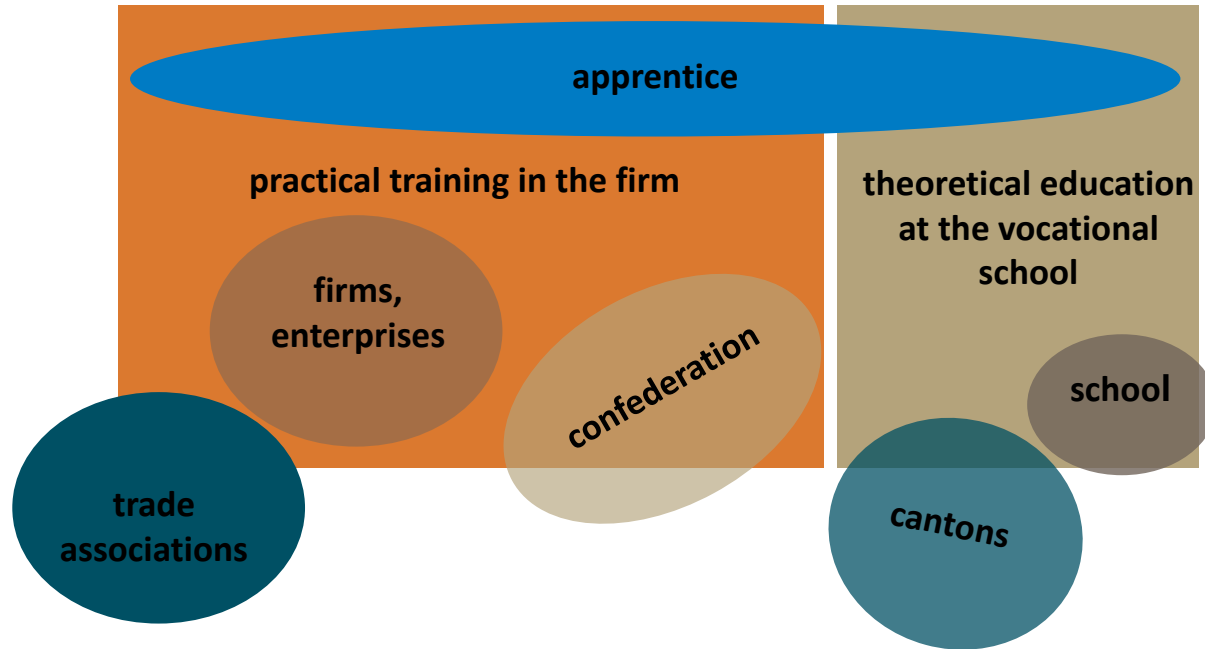 apprentice
practical training in the firm
theoretical education
at the vocational
school
firms,
enterprises
confederation
school
trade
associations
cantons